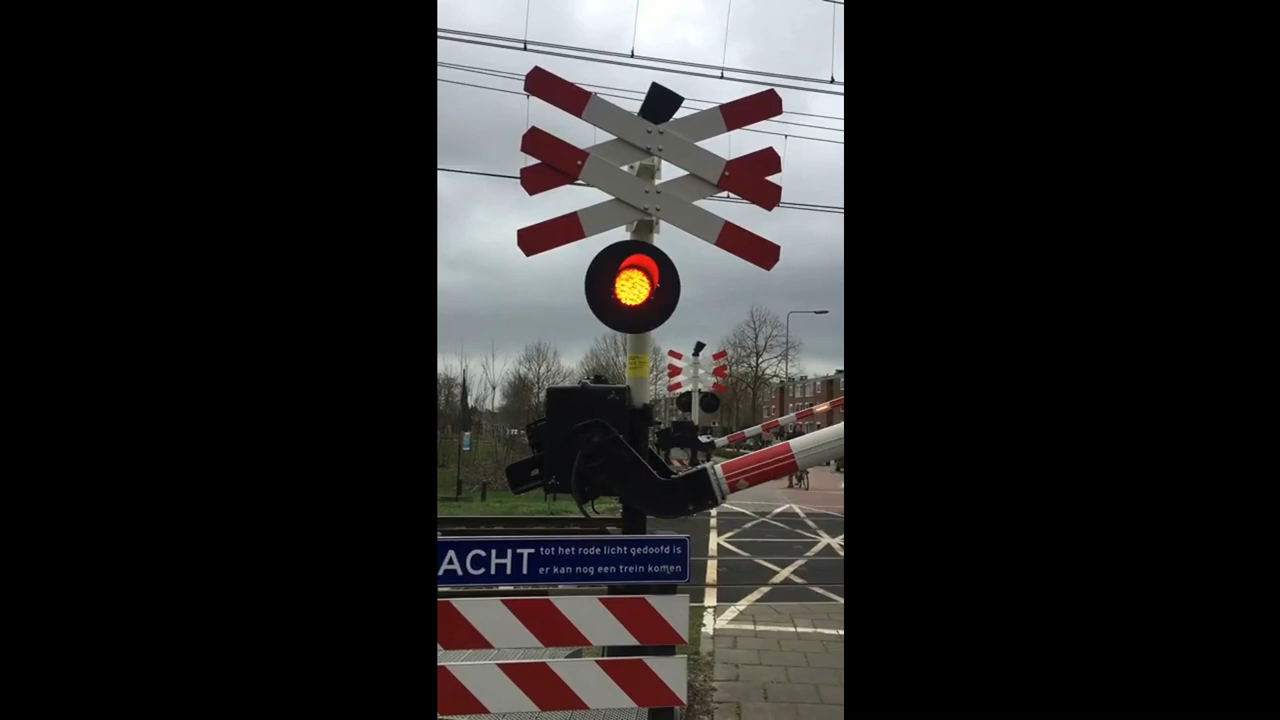 ACHT
tot het rode licht gedoofd is
er kan nog een trein komen